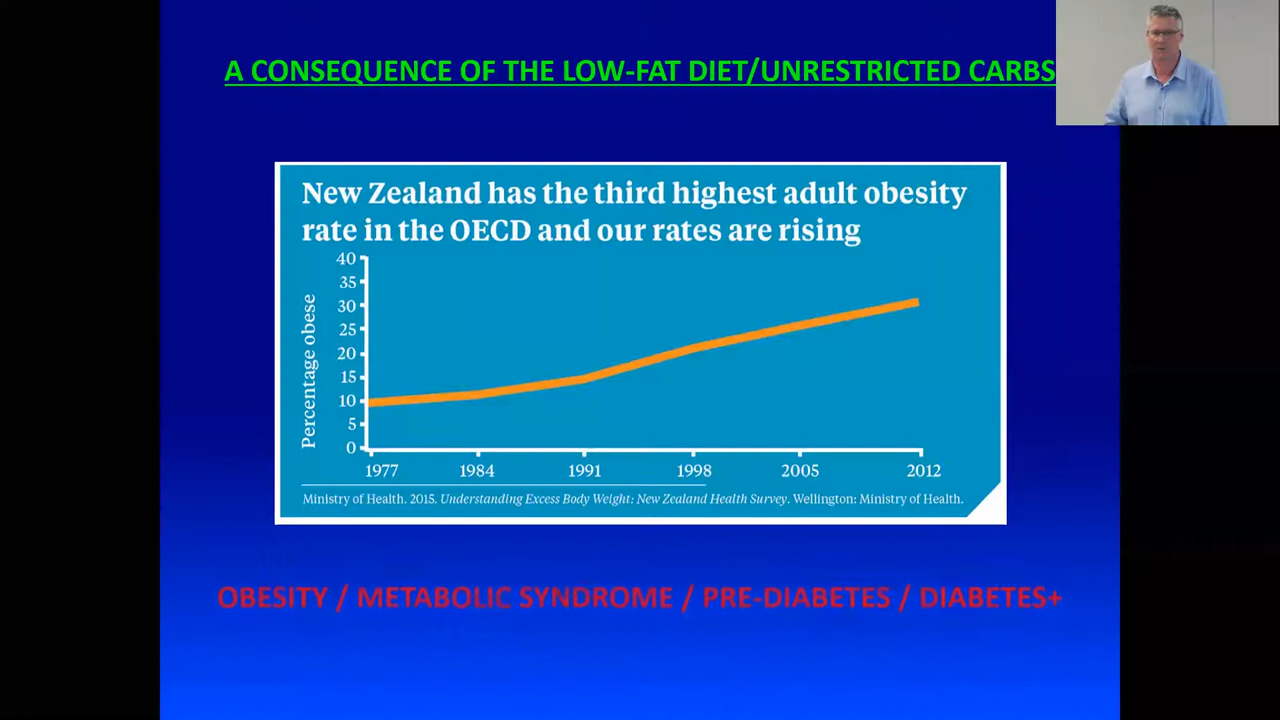 A CONSEQUENCE OF THE LOW-FAT DIET/UNRESTRICTED CARBS
New Zealand has the third highest adult obesity
rate in the OECD and our rates are rising
Percentage obese
40
35
30
25
20
15
10
5
0
1977 1984 1991 1998 2005 2012
Ministry of Health. 2015. Understanding Excess Body Weight: New Zealand Health Survey. Wellington: Ministry of Health.
OBESITY / METABOLIC SYNDROME / PRE-DIABETES / DIABETES+